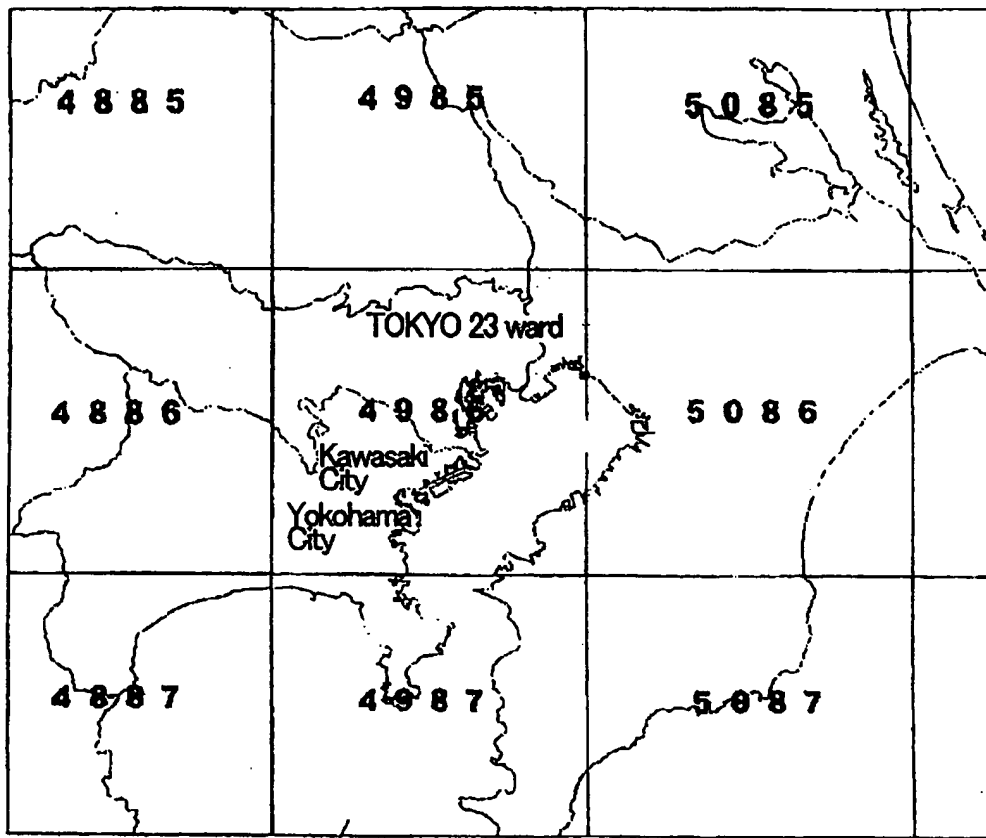 4 8 8 5
4 9 8 5
5 0 8 5
TOKYO 23 ward
4 8 8 6
4 9 8 6
5 0 8 6
Kawasaki
City
Yokohama
City
4 8 8 7
4 9 8 7
5 0 8 7